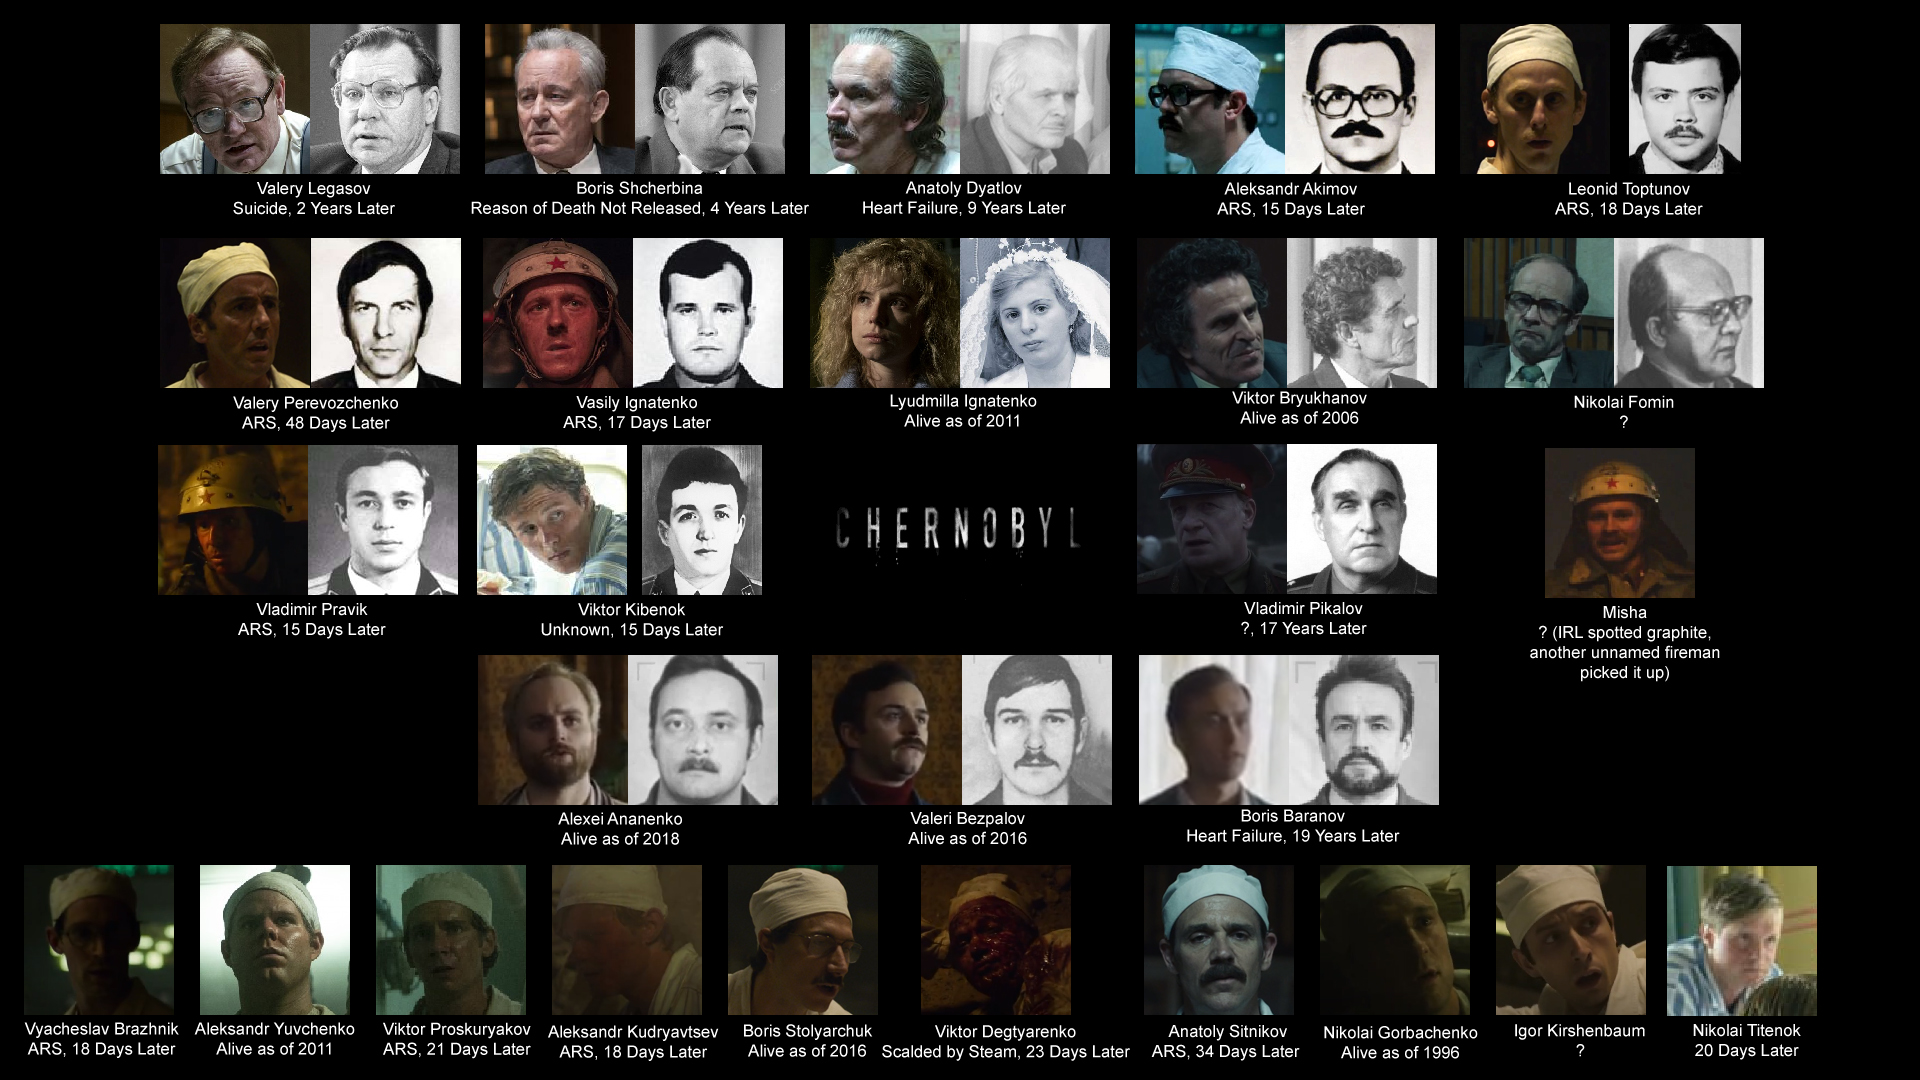 Valery Legasov
Suicide, 2 Years Later
Boris Shcherbina
Reason of Death Not Released, 4 Years Later
Anatoly Dyatlov
Heart Failure, 9 Years Later
Aleksandr Akimov
ARS, 15 Days Later
Leonid Toptunov
ARS, 18 Days Later
Valery Perevozchenko
ARS, 48 Days Later
Vasily Ignatenko
ARS, 17 Days Later
Lyudmilla Ignatenko
Alive as of 2011
Viktor Bryukhanov
Alive as of 2006
Nikolai Fomin
?
Vladimir Pravik
ARS, 15 Days Later
Viktor Kibenok
Unknown, 15 Days Later
CHERNOBYL
Vladimir Pikalov
?, 17 Years Later
Misha
? (IRL spotted graphite,
another unnamed fireman
picked it up)
Alexei Ananenko
Alive as of 2018
Valeri Bezpalov
Alive as of 2016
Boris Baranov
Heart Failure, 19 Years Later
Vyacheslav Brazhnik
ARS, 18 Days Later
Aleksandr Yuvchenko
Alive as of 2011
Viktor Proskuryakov
ARS, 21 Days Later
Aleksandr Kudryavtsev
ARS, 18 Days Later
Boris Stolyarchuk
Alive as of 2016
Viktor Degtyarenko
Scalded by Steam, 23 Days Later
Anatoly Sitnikov
ARS, 34 Days Later
Nikolai Gorbachenko
Alive as of 1996
Igor Kirshenbaum
?
Nikolai Titenok
20 Days Later